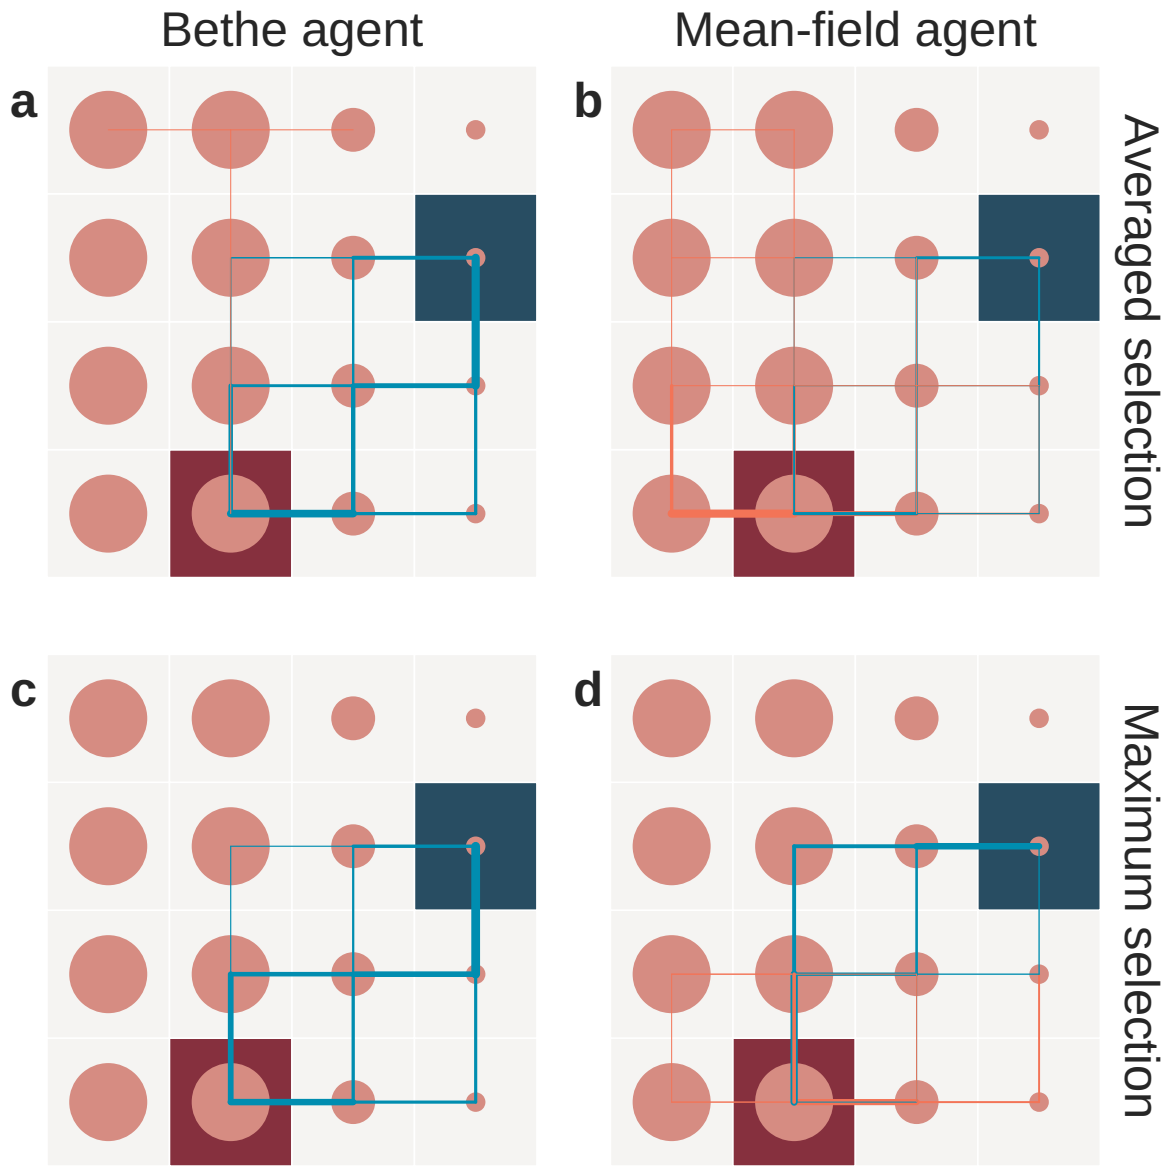 Bethe agent
Mean-field agent
a
b
Averaged selection
c
d
Maximum selection